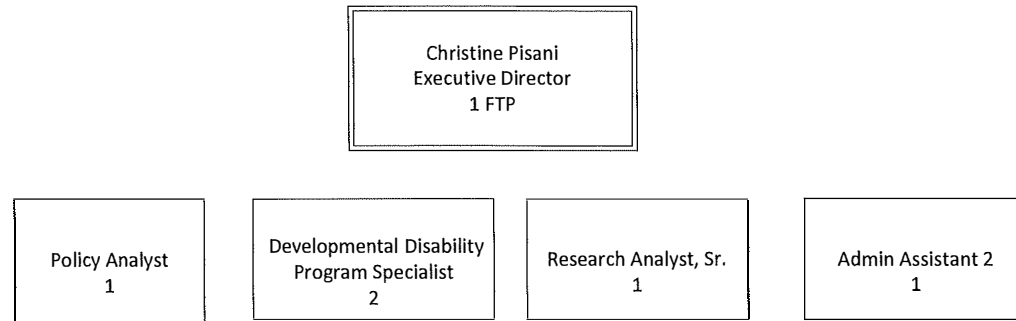 Christine Pisani
Executive Director
1 FTP
Policy Analyst
1
Developmental Disability
Program Specialist
2
Research Analyst, Sr.
1
Admin Assistant 2
1